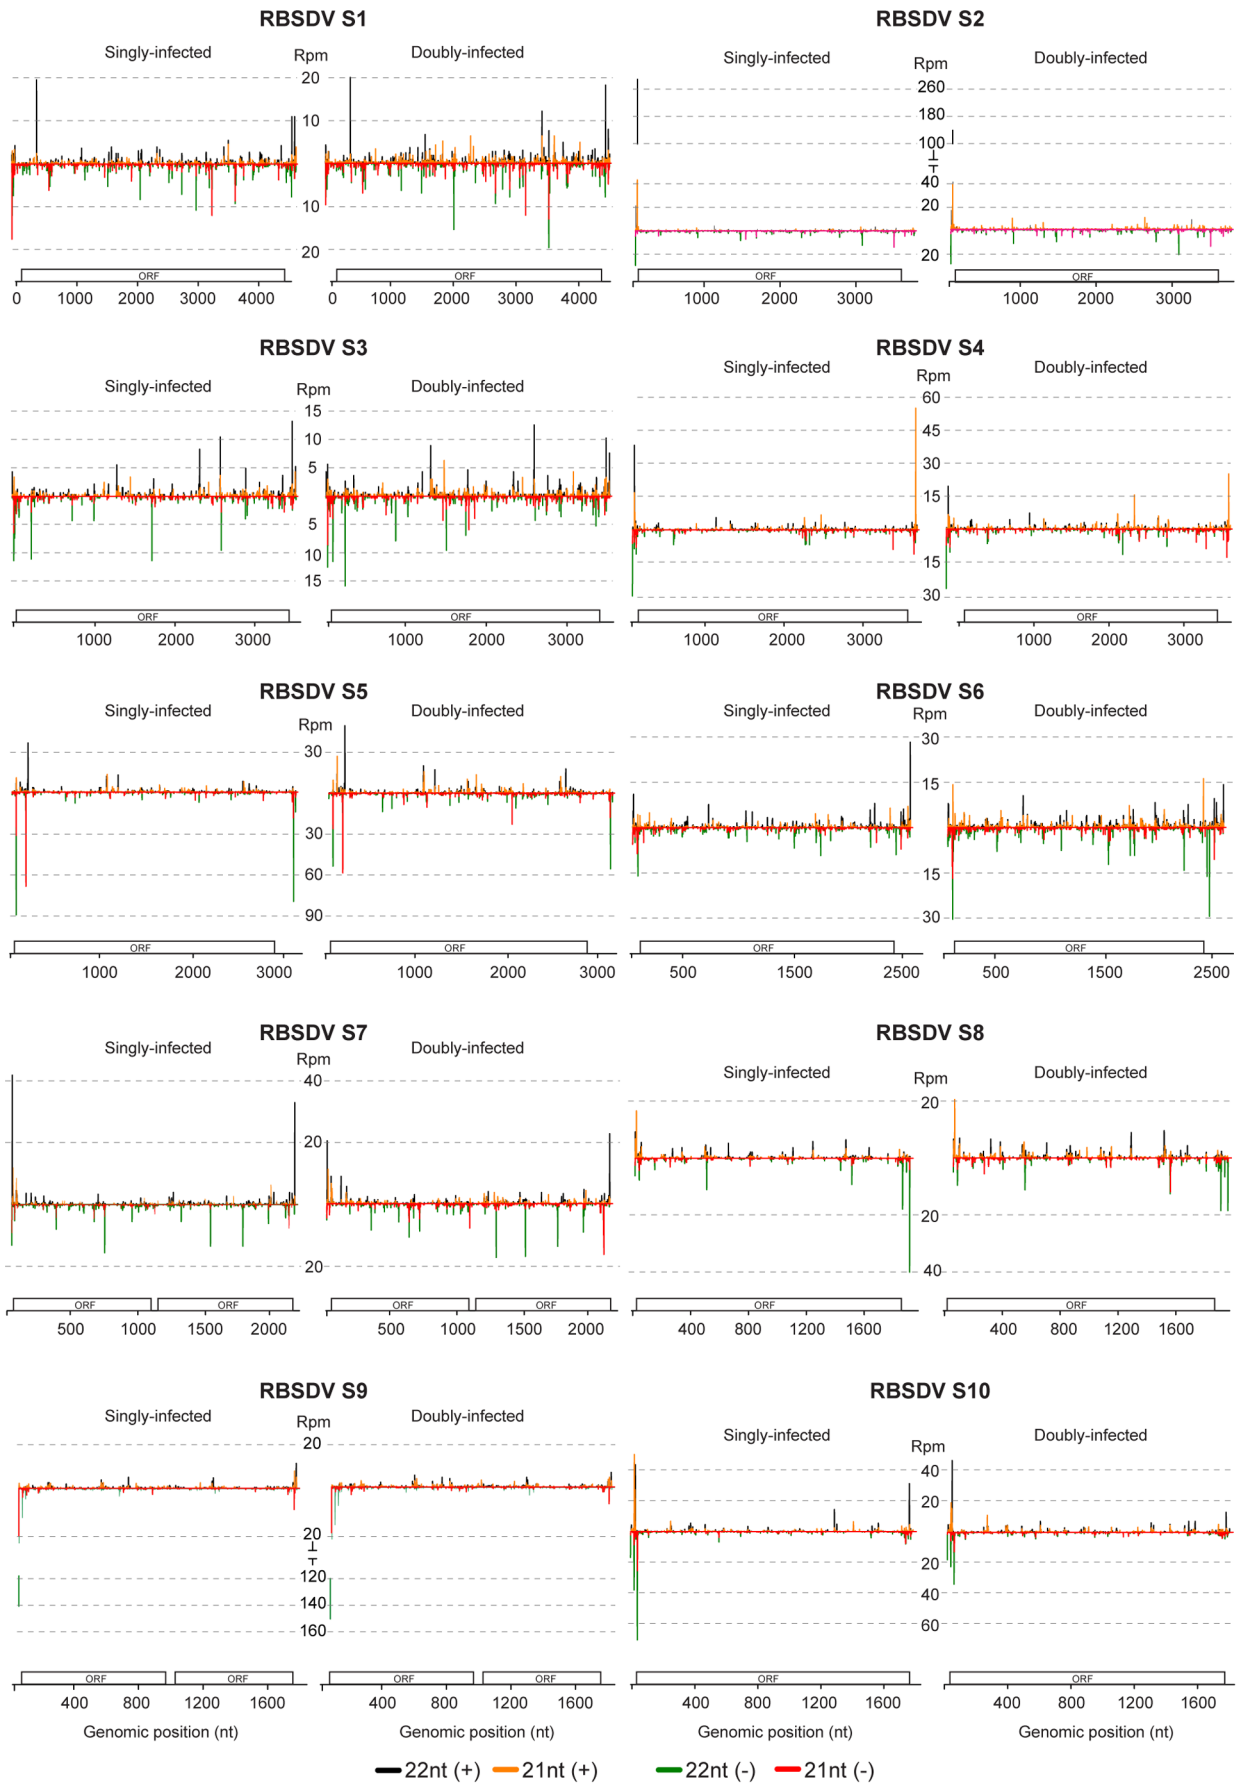 RBSDV S1
RBSDV S2
Singly-infected Rpm Doubly-infected
Singly-infected Rpm Doubly-infected
20
10
10
20
260
180
100
40
20
20
ORF ORF
ORF ORF
0 1000 2000 3000 4000 0 1000 2000 3000 4000
1000 2000 3000 1000 2000 3000
RBSDV S3
RBSDV S4
Singly-infected Rpm Doubly-infected
Singly-infected Rpm Doubly-infected
15
10
5
5
10
15
60
45
30
15
15
30
ORF ORF
ORF ORF
1000 2000 3000 1000 2000 3000
1000 2000 3000 1000 2000 3000
RBSDV S5
RBSDV S6
Singly-infected Rpm Doubly-infected
Singly-infected Rpm Doubly-infected
30
30
60
90
30
15
15
30
ORF ORF
ORF ORF
1000 2000 3000 1000 2000 3000
500 1500 2500 500 1500 2500
RBSDV S7
RBSDV S8
Singly-infected Rpm Doubly-infected
Singly-infected Rpm Doubly-infected
40
20
20
20
20
40
ORF ORF ORF ORF
ORF ORF
500 1000 1500 2000 500 1000 1500 2000
400 800 1200 1600 400 800 1200 1600
RBSDV S9
RBSDV S10
Singly-infected Rpm Doubly-infected
Singly-infected Rpm Doubly-infected
20
20
120
140
160
40
20
20
40
60
ORF ORF ORF ORF
ORF ORF
400 800 1200 1600 400 800 1200 1600
400 800 1200 1600 400 800 1200 1600
Genomic position (nt) Genomic position (nt)
Genomic position (nt) Genomic position (nt)
22nt (+) 21nt (+) 22nt (-) 21nt (-)